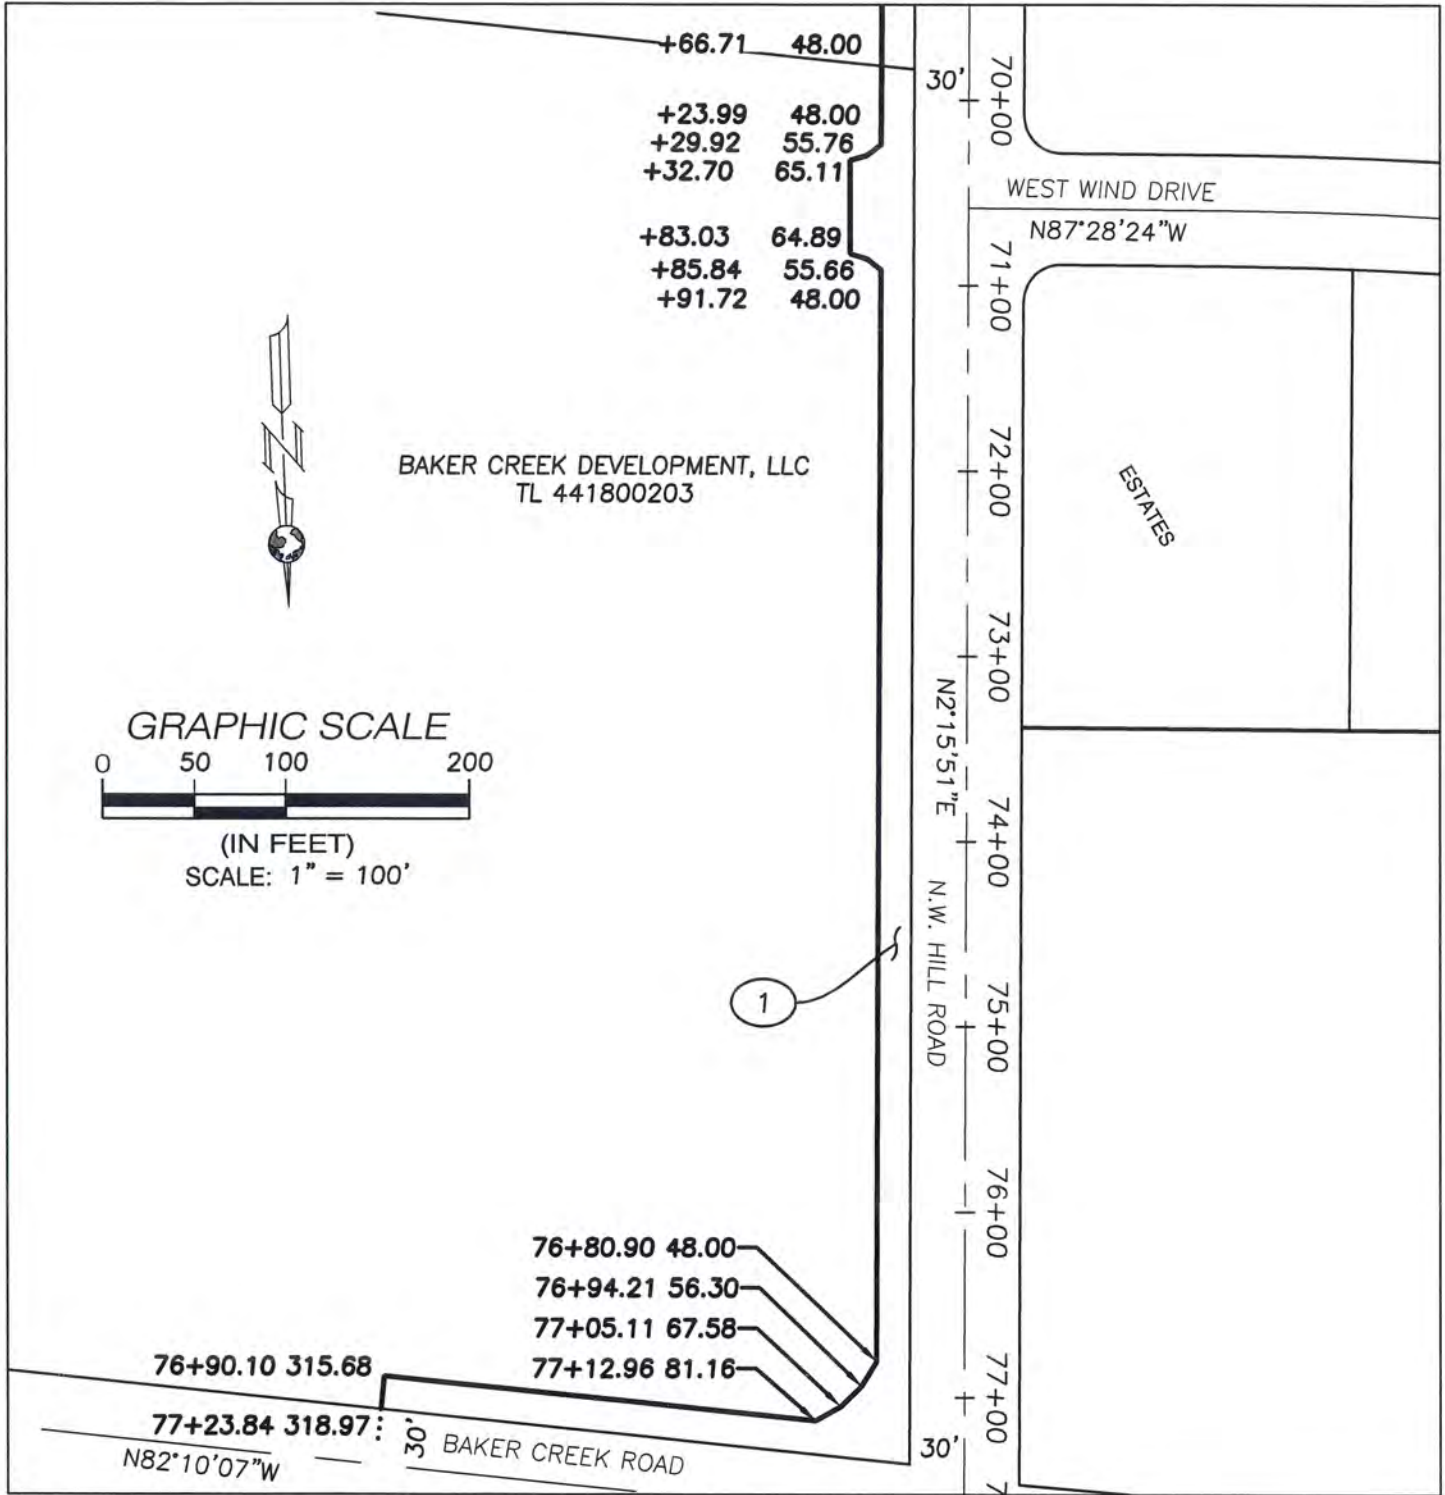 +66.71 48.00
30'
70+00
+23.99 48.00
+29.92 55.76
+32.70 65.11
WEST WIND DRIVE
N87°28'24"W
+83.03 64.89
+85.84 55.66
+91.72 48.00
71+00
N
BAKER CREEK DEVELOPMENT, LLC
TL 441800203
72+00
ESTATES
73+00
N2°15'51"E
GRAPHIC SCALE
0 50 100 200
(IN FEET)
SCALE: 1" = 100'
74+00
N.W. HILL ROAD
1
75+00
76+00
76+80.90 48.00
76+94.21 56.30
77+05.11 67.58
77+12.96 81.16
76+90.10 315.68
77+00
77+23.84 318.97
30'
BAKER CREEK ROAD
30'
N82°10'07"W
7